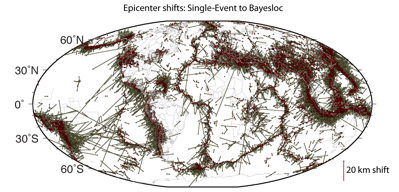 Epicenter shifts: Single-Event to Bayesloc
60°N
30°N
0°
30°S
60°S
20 km shift